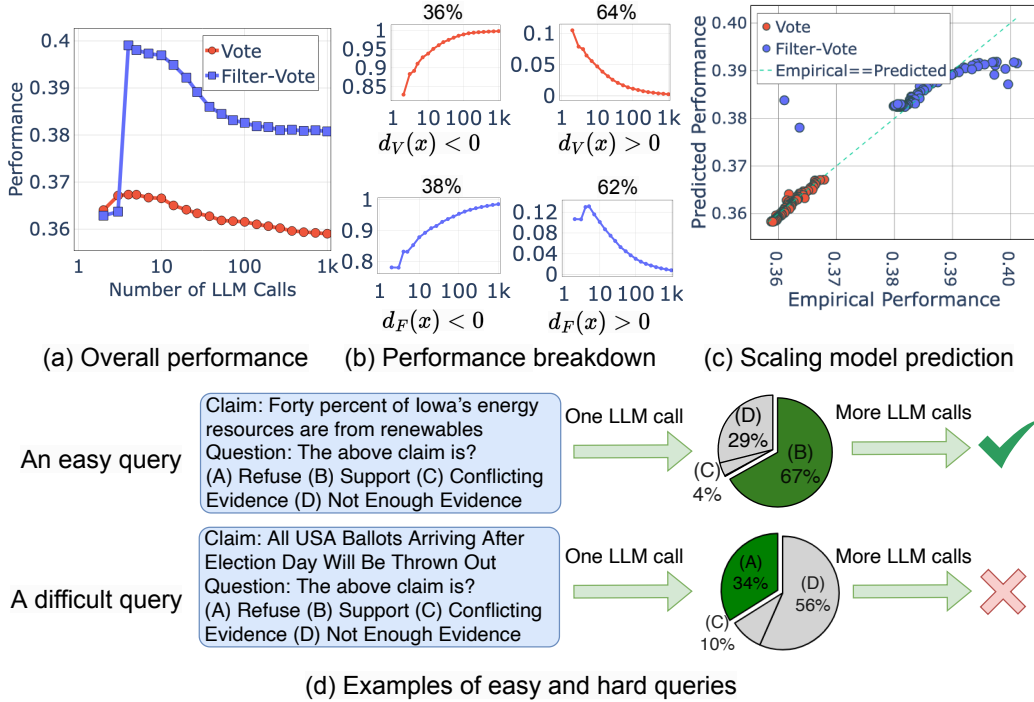 0.4
0.39
0.38
0.37
0.36
Performance
Vote
Filter-Vote
1
10
100
1k
Number of LLM Calls
(a) Overall performance
36%
1
0.95
0.9
0.85
1
10
100
1k
d_V(x) < 0
64%
0.1
0.05
0
1
10
100
1k
d_V(x) > 0
38%
1
0.9
0.8
1
10
100
1k
d_F(x) < 0
62%
0.12
0.08
0.04
0
1
10
100
1k
d_F(x) > 0
(b) Performance breakdown
0.40
0.39
0.38
0.37
0.36
Predicted Performance
Vote
Filter-Vote
Empirical==Predicted
0.36
0.37
0.38
0.39
0.40
Empirical Performance
(c) Scaling model prediction
An easy query
Claim: Forty percent of Iowa's energy
resources are from renewables
Question: The above claim is?
(A) Refuse (B) Support (C) Conflicting
Evidence (D) Not Enough Evidence
One LLM call
(D)
29%
(B)
67%
(C)
4%
More LLM calls
A difficult query
Claim: All USA Ballots Arriving After
Election Day Will Be Thrown Out
Question: The above claim is?
(A) Refuse (B) Support (C) Conflicting
Evidence (D) Not Enough Evidence
One LLM call
(A)
34%
(D)
56%
(C)
10%
More LLM calls
(d) Examples of easy and hard queries